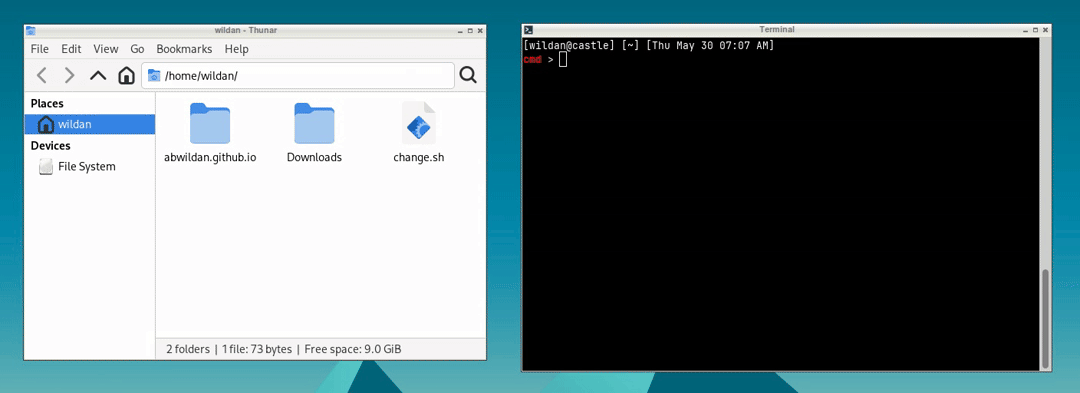 wildan - Thunar
File Edit View Go Bookmarks Help
/home/wildan/
Places
wildan
Devices
File System
abwildan.github.io Downloads change.sh
2 folders | 1 file: 73 bytes | Free space: 9.0 GiB
Terminal
[wildan@castle] [~] [Thu May 30 07:07 AM]
cmd >